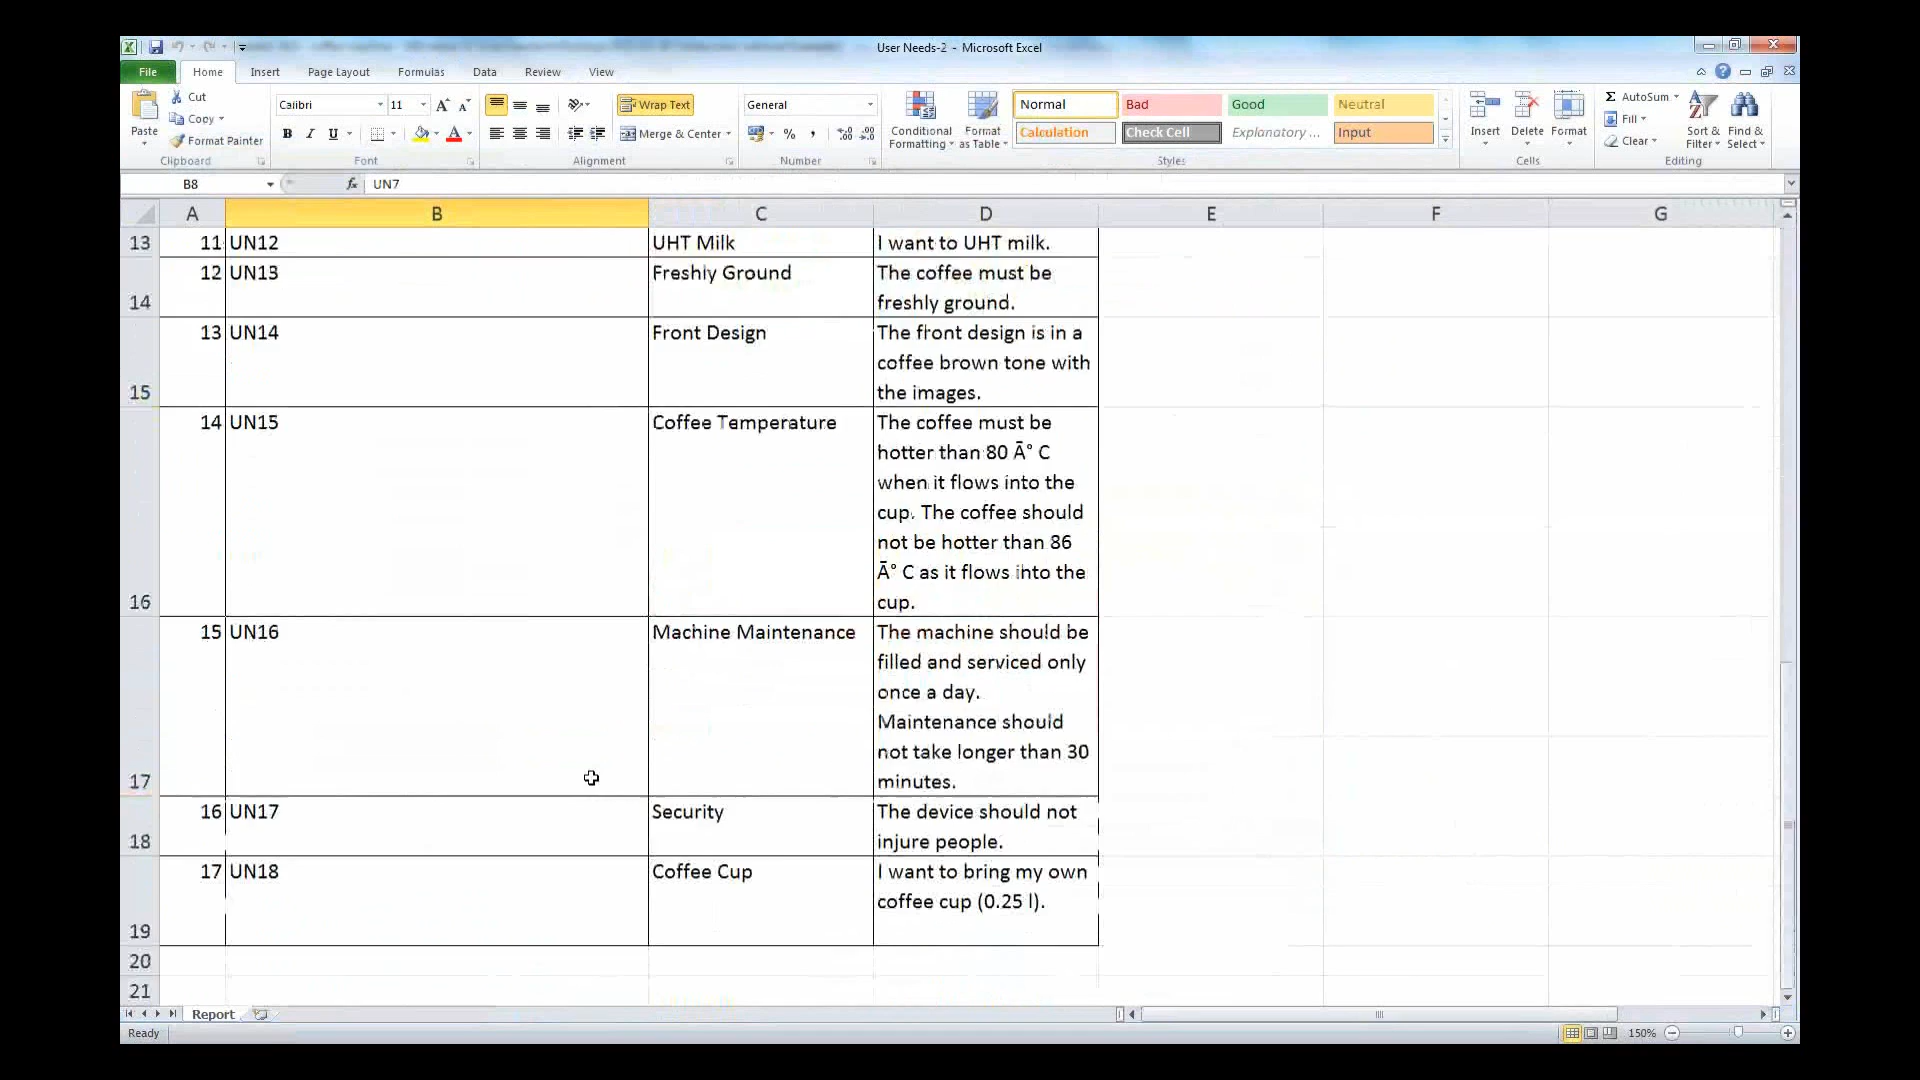 User Needs-2 - Microsoft Excel
File Home Insert Page Layout Formulas Data Review View
Paste
Cut
Copy
Format Painter
Clipboard
Calibri 11
B I U
Font
Wrap Text
Merge & Center
Alignment
General
% ,
Number
Conditional
Formatting
Format
as Table
Normal Bad Good Neutral
Calculation Check Cell Explanatory ... Input
Styles
Insert Delete Format
Cells
Σ AutoSum
Fill
Clear
Sort &
Filter
Find &
Select
Editing
B8 fx UN7
A B C D E F G
13 11 UN12 UHT Milk I want to UHT milk.
12 UN13 Freshly Ground The coffee must be
14 freshly ground.
13 UN14 Front Design The front design is in a
coffee brown tone with
15 the images.
14 UN15 Coffee Temperature The coffee must be
hotter than 80 Ā° C
when it flows into the
cup. The coffee should
not be hotter than 86
Ā° C as it flows into the
16 cup.
15 UN16 Machine Maintenance The machine should be
filled and serviced only
once a day.
Maintenance should
not take longer than 30
17 minutes.
16 UN17 Security The device should not
18 injure people.
17 UN18 Coffee Cup I want to bring my own
coffee cup (0.25 l).
19
20
21
Report
Ready 150%